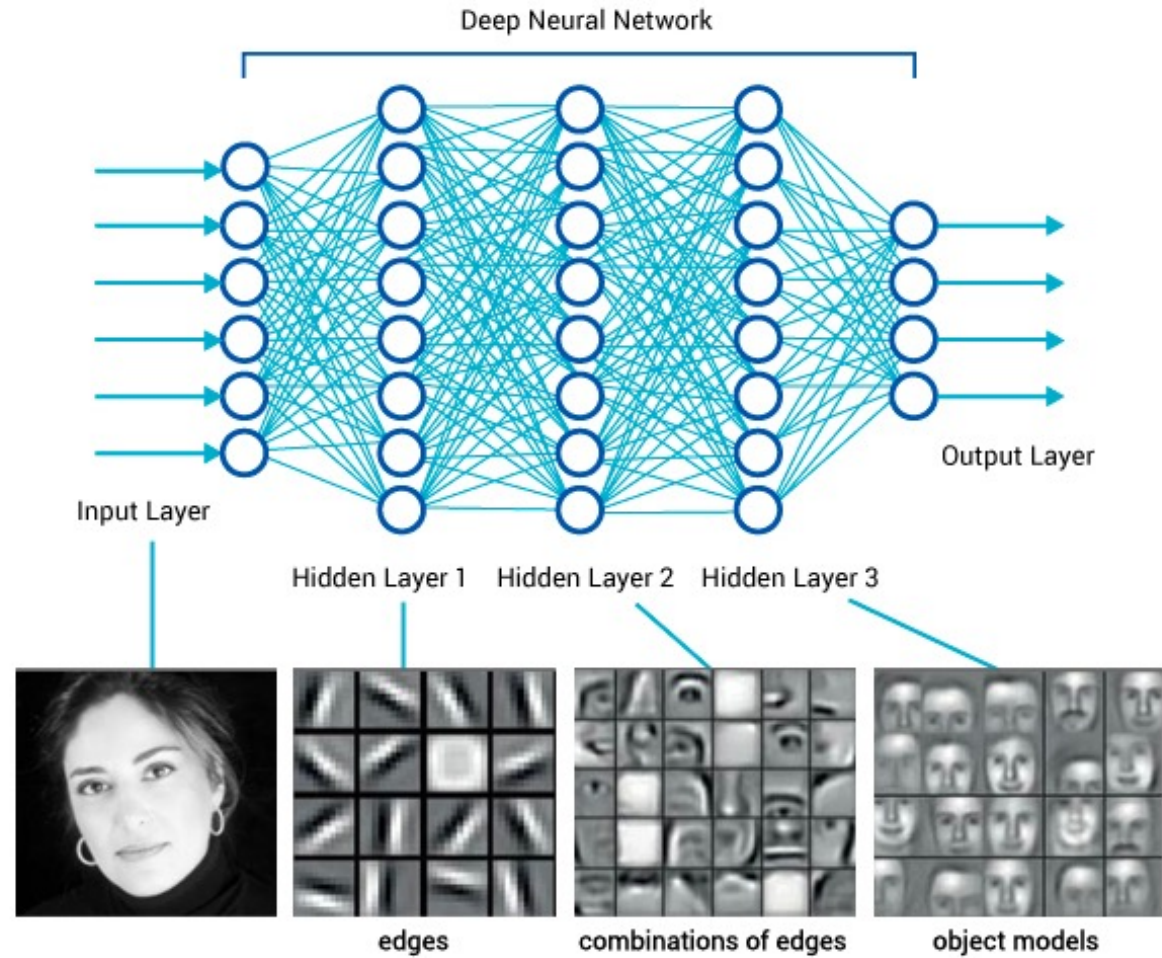 Deep Neural Network
Output Layer
Input Layer
Hidden Layer 1
Hidden Layer 2
Hidden Layer 3
edges
combinations of edges
object models